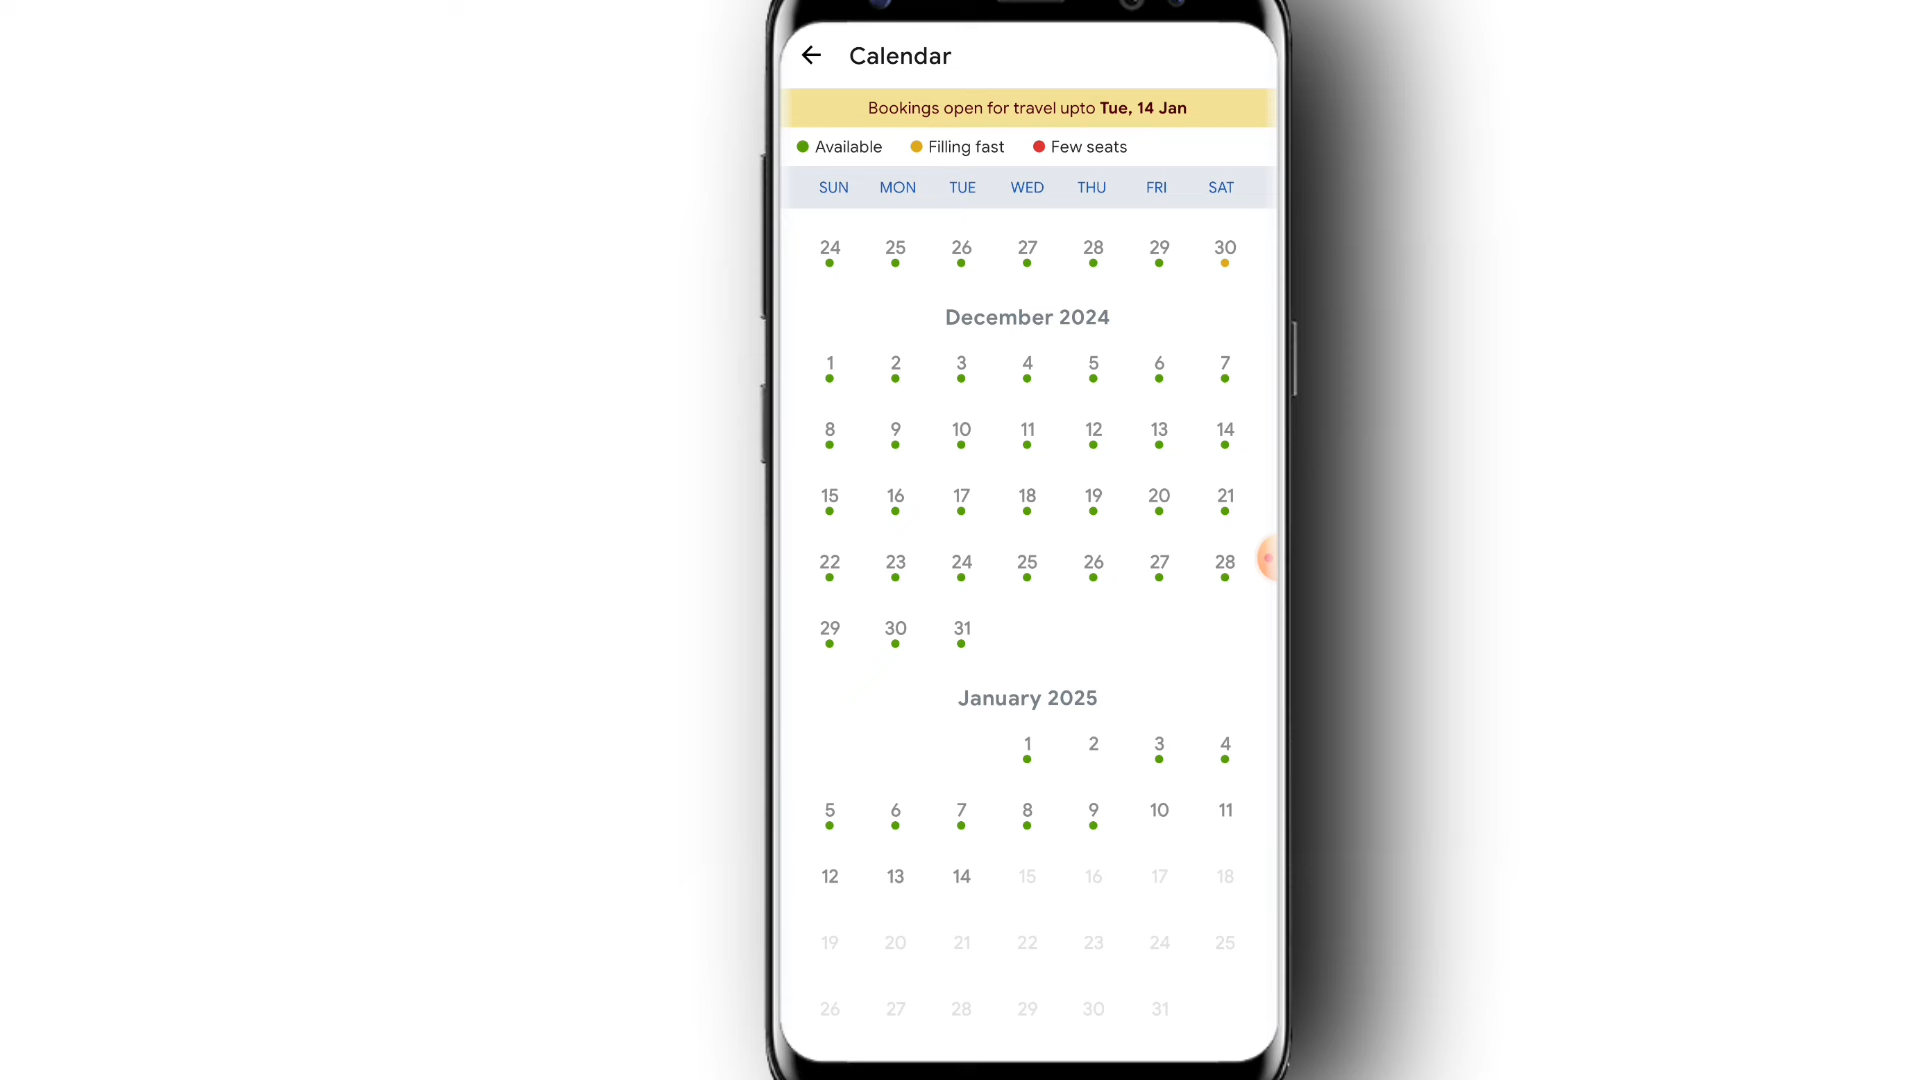 Calendar
Bookings open for travel upto Tue, 14 Jan
Available Filling fast Few seats
SUN MON TUE WED THU FRI SAT
24 25 26 27 28 29 30
December 2024
1 2 3 4 5 6 7
8 9 10 11 12 13 14
15 16 17 18 19 20 21
22 23 24 25 26 27 28
29 30 31
January 2025
1 2 3 4
5 6 7 8 9 10 11
12 13 14 15 16 17 18
19 20 21 22 23 24 25
26 27 28 29 30 31